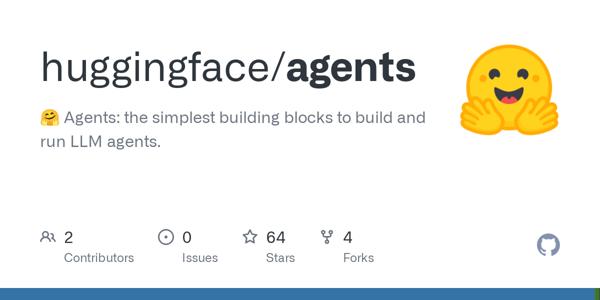 huggingface/agents
🤗 Agents: the simplest building blocks to build and
run LLM agents.
2 0 64 4
Contributors Issues Stars Forks